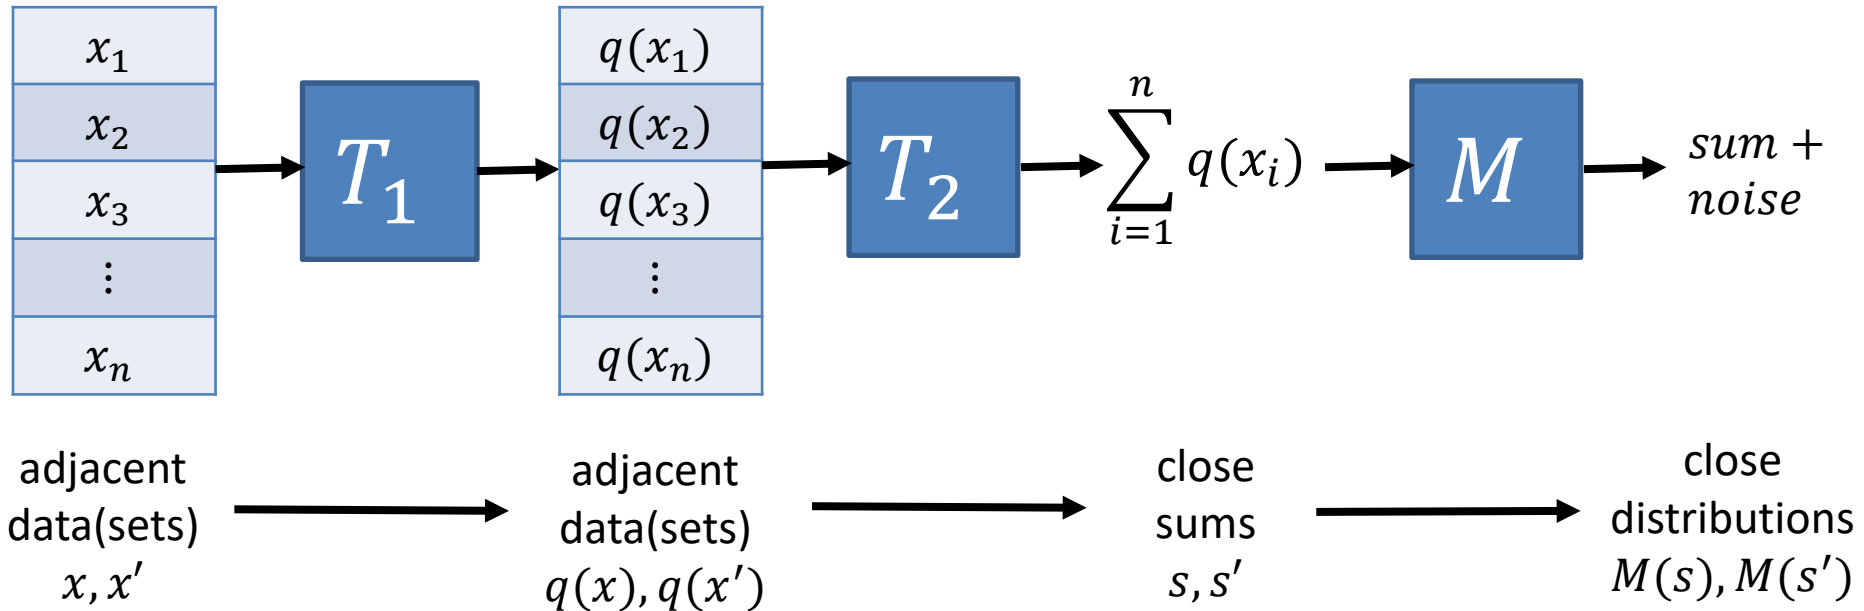 x₁
x₂
x₃
⋮
xₙ
T₁
q(x₁)
q(x₂)
q(x₃)
⋮
q(xₙ)
T₂
n
∑ q(xᵢ)
i=1
M
sum +
noise
adjacent
data(sets)
x, x′
adjacent
data(sets)
q(x), q(x′)
close
sums
s, s′
close
distributions
M(s), M(s′)